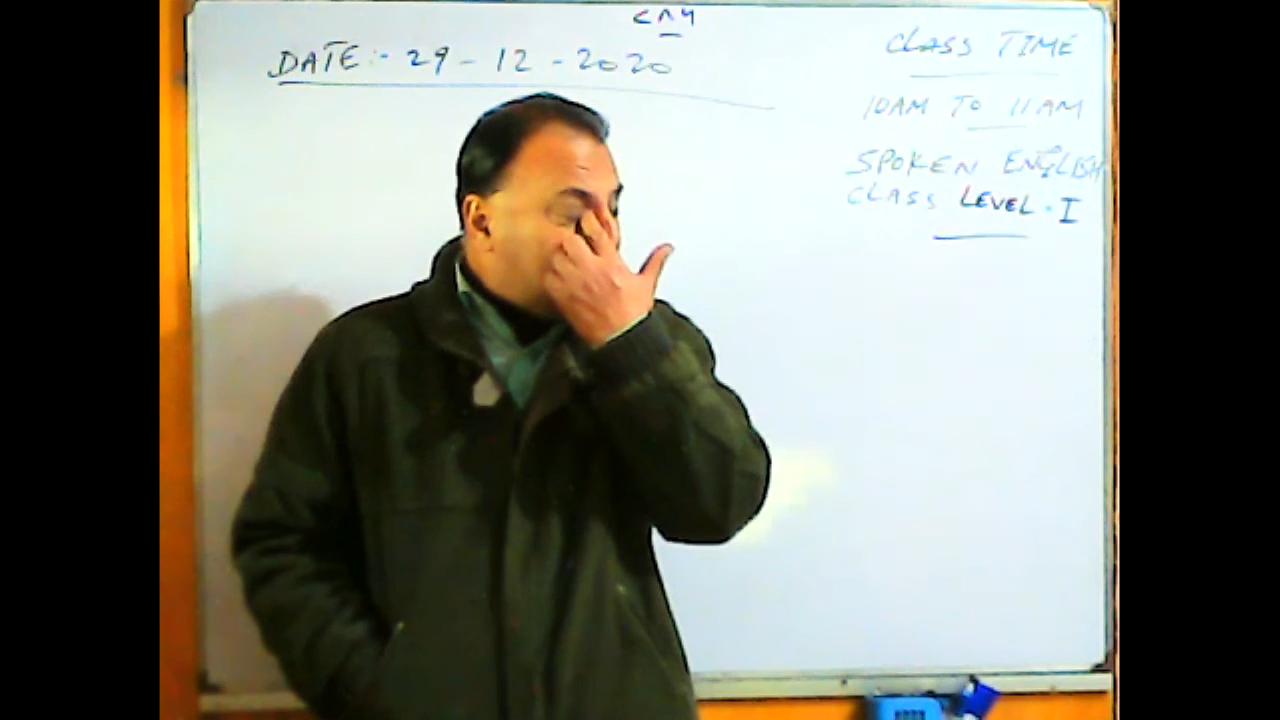 DATE :- 29 - 12 - 2020
CLASS TIME
10AM TO 11AM
SPOKEN ENGLISH
CLASS LEVEL - I